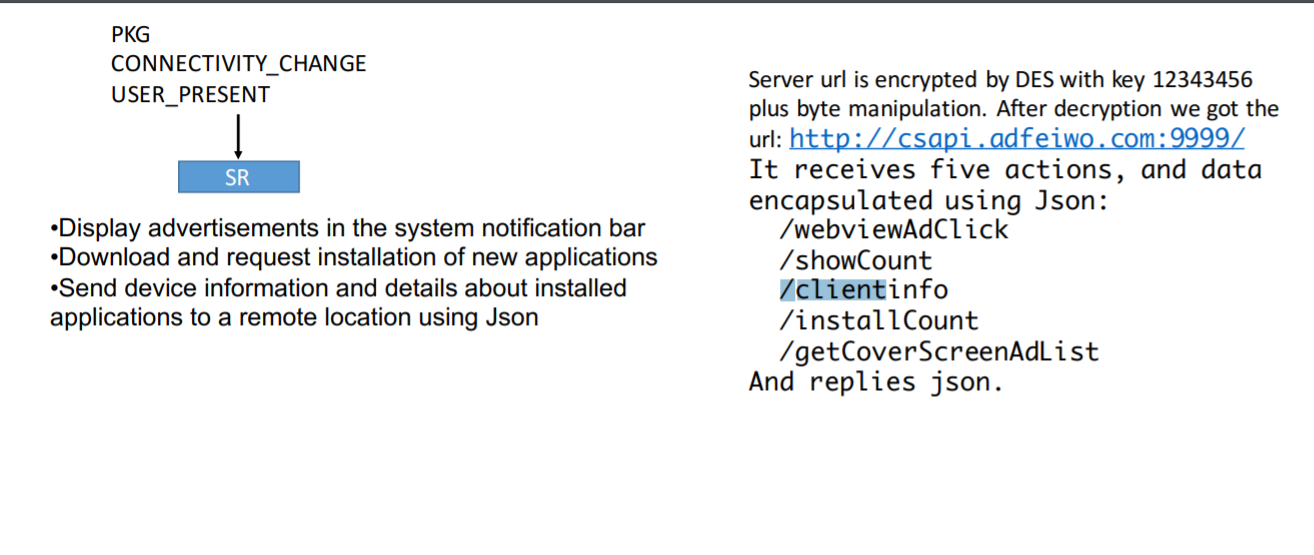 PKG
CONNECTIVITY_CHANGE
USER_PRESENT
SR
•Display advertisements in the system notification bar
•Download and request installation of new applications
•Send device information and details about installed
applications to a remote location using Json
Server url is encrypted by DES with key 12343456
plus byte manipulation. After decryption we got the
url: http://csapi.adfeiwo.com:9999/
It receives five actions, and data
encapsulated using Json:
/webviewAdClick
/showCount
/clientinfo
/installCount
/getCoverScreenAdList
And replies json.